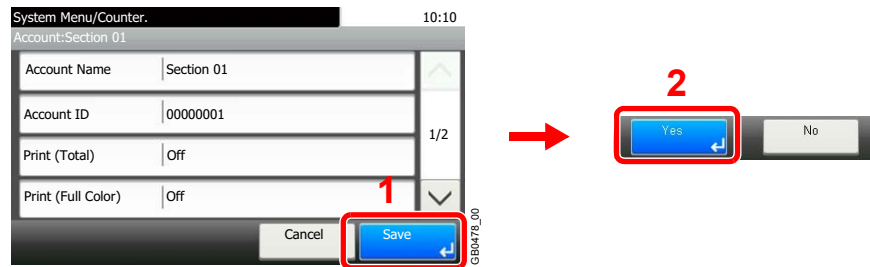 System Menu/Counter. 10:10
Account:Section 01
Account Name Section 01
Account ID 00000001
1/2
Print (Total) Off
Print (Full Color) Off
1
Cancel Save
GB0478_00
2
Yes No